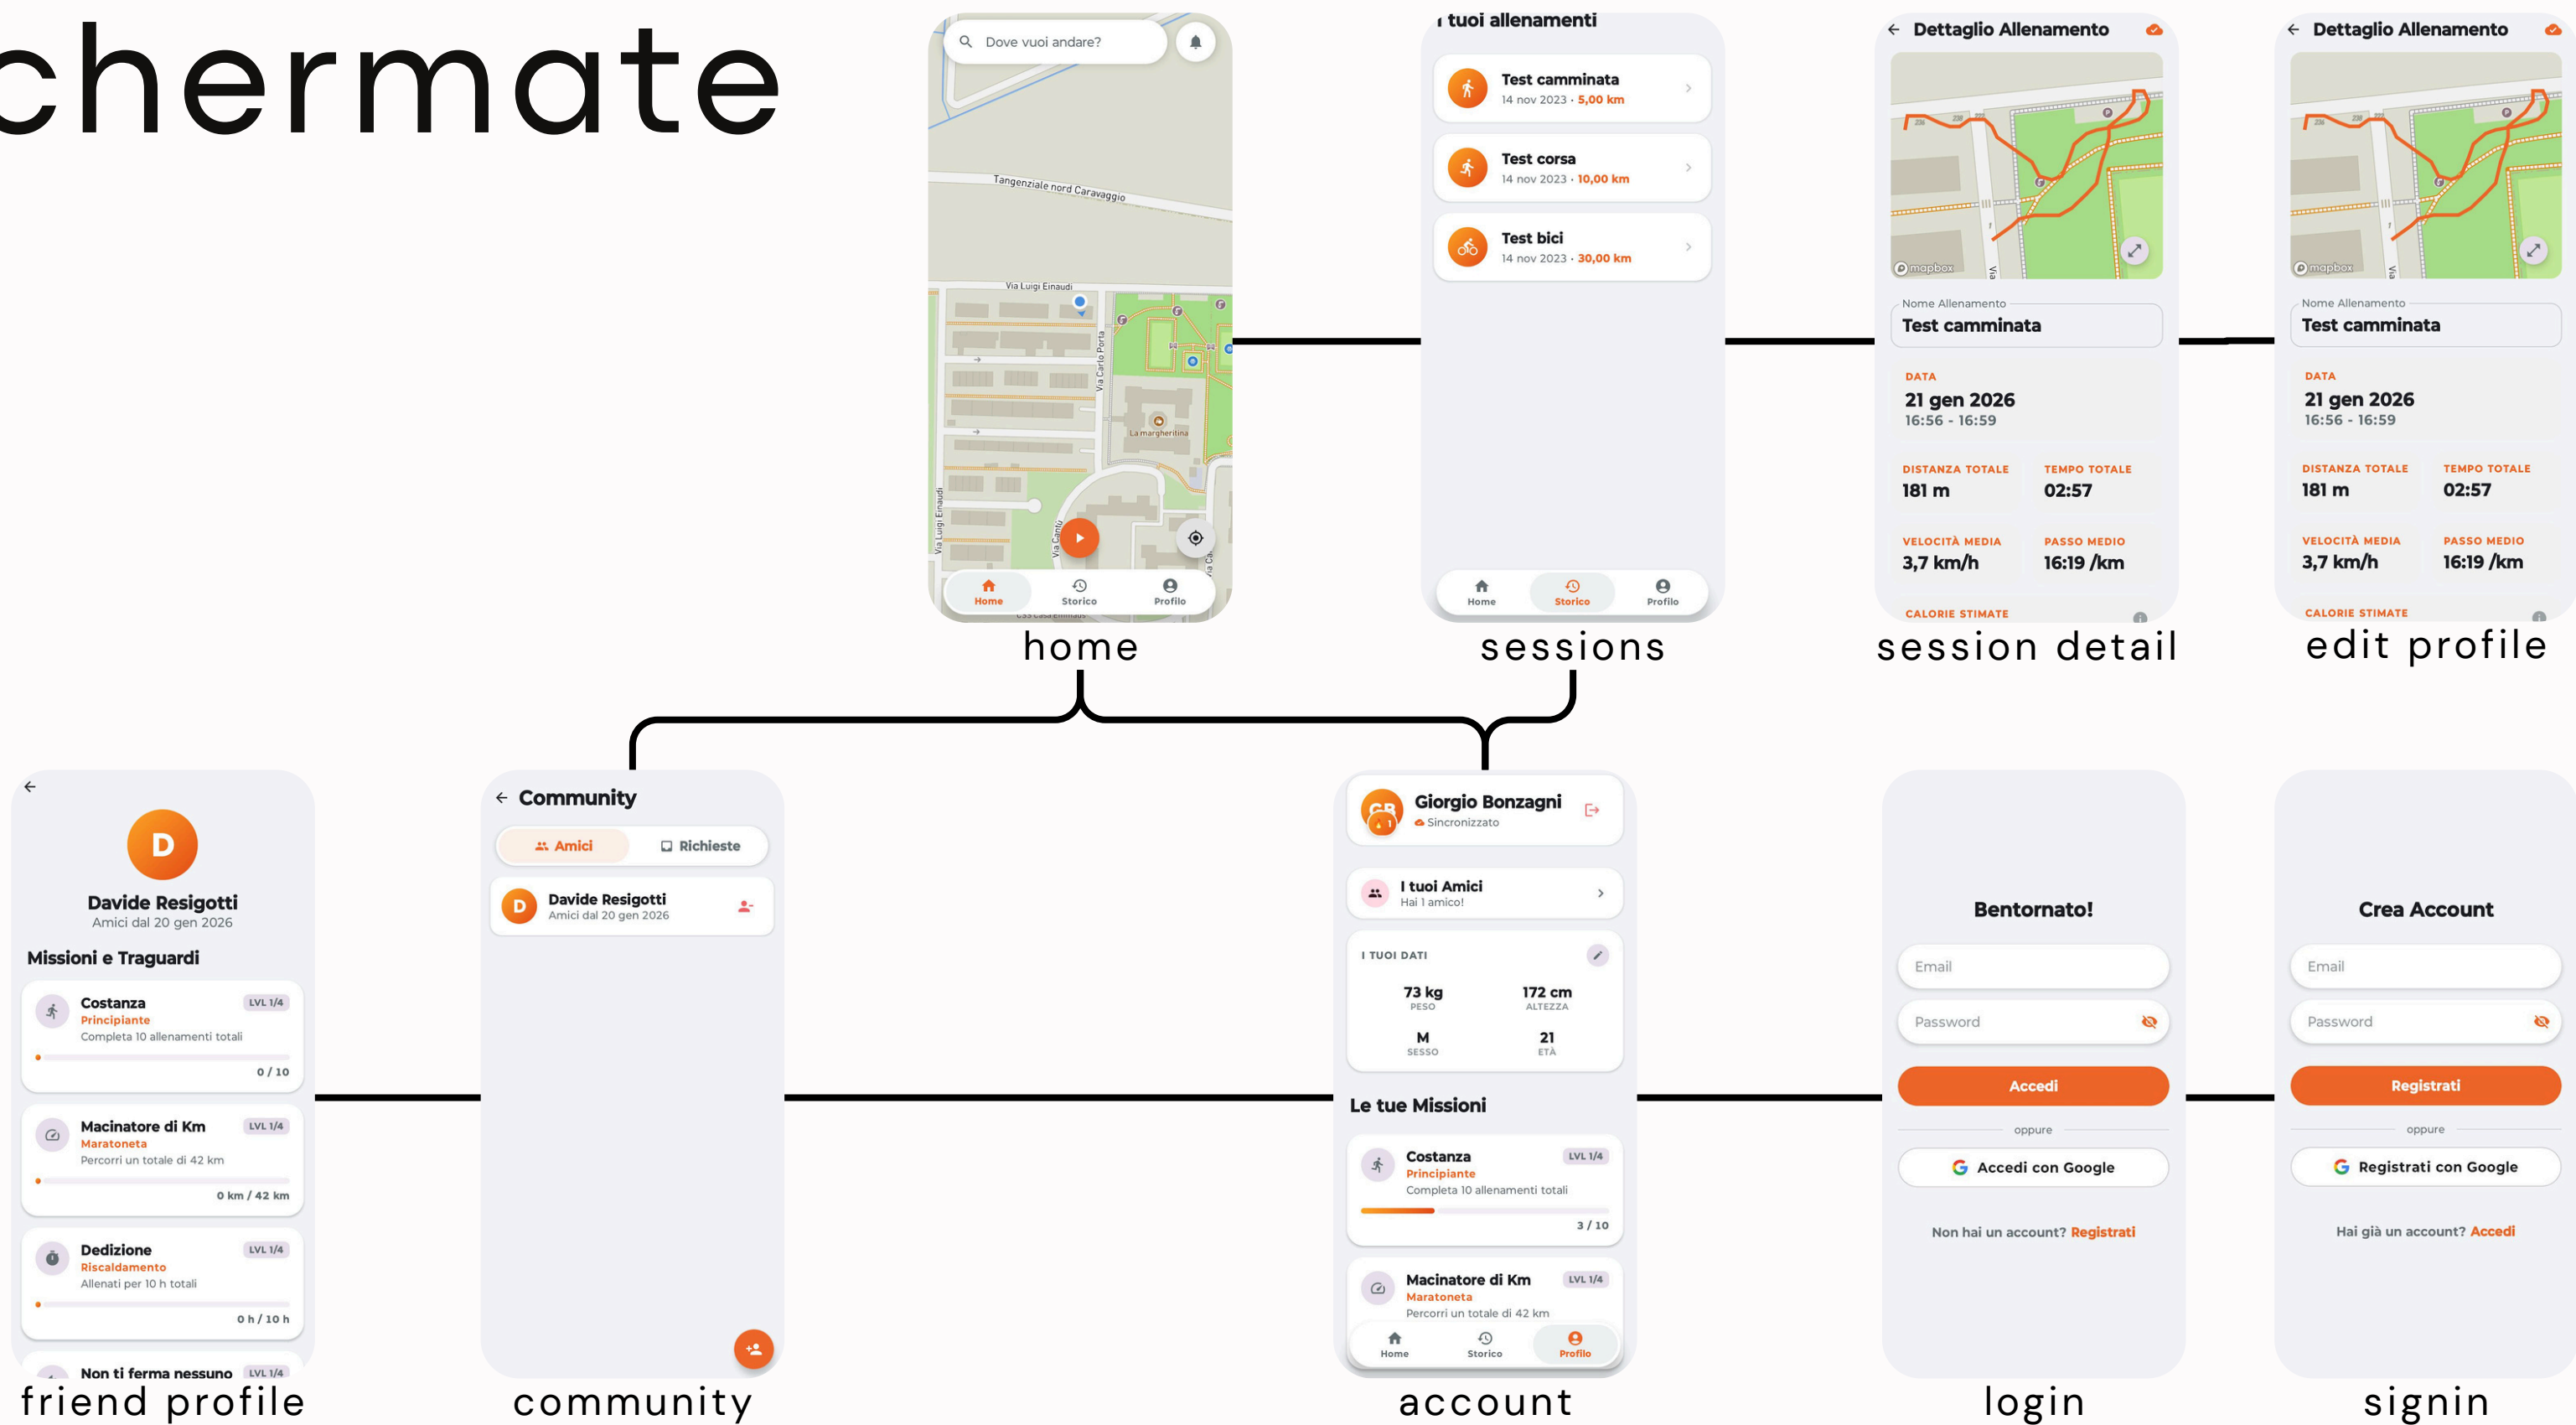 chermate
Dove vuoi andare?
Tangenziale nord Caravaggio
Via Luigi Einaudi
Via Carlo Porta
La margheritina
Via Luigi Einaudi
Via Cantù
Home
Storico
Profilo
home
I tuoi allenamenti
Test camminata
14 nov 2023 • 5,00 km
Test corsa
14 nov 2023 • 10,00 km
Test bici
14 nov 2023 • 30,00 km
Home
Storico
Profilo
sessions
Dettaglio Allenamento
236
238
Via
mapbox
Nome Allenamento
Test camminata
DATA
21 gen 2026
16:56 - 16:59
DISTANZA TOTALE
181 m
TEMPO TOTALE
02:57
VELOCITÀ MEDIA
3,7 km/h
PASSO MEDIO
16:19 /km
CALORIE STIMATE
session detail
Dettaglio Allenamento
236
238
Via
mapbox
Nome Allenamento
Test camminata
DATA
21 gen 2026
16:56 - 16:59
DISTANZA TOTALE
181 m
TEMPO TOTALE
02:57
VELOCITÀ MEDIA
3,7 km/h
PASSO MEDIO
16:19 /km
CALORIE STIMATE
edit profile
D
Davide Resigotti
Amici dal 20 gen 2026
Missioni e Traguardi
Costanza
LVL 1/4
Principiante
Completa 10 allenamenti totali
0 / 10
Macinatore di Km
LVL 1/4
Maratoneta
Percorri un totale di 42 km
0 km / 42 km
Dedizione
LVL 1/4
Riscaldamento
Allenati per 10 h totali
0 h / 10 h
Non ti ferma nessuno
LVL 1/4
friend profile
Community
Amici
Richieste
D
Davide Resigotti
Amici dal 20 gen 2026
community
GB
1
Giorgio Bonzagni
Sincronizzato
I tuoi Amici
Hai 1 amico!
I TUOI DATI
73 kg
PESO
172 cm
ALTEZZA
M
SESSO
21
ETÀ
Le tue Missioni
Costanza
LVL 1/4
Principiante
Completa 10 allenamenti totali
3 / 10
Macinatore di Km
LVL 1/4
Maratoneta
Percorri un totale di 42 km
Home
Storico
Profilo
account
Bentornato!
Email
Password
Accedi
oppure
Accedi con Google
Non hai un account? Registrati
login
Crea Account
Email
Password
Registrati
oppure
Registrati con Google
Hai già un account? Accedi
signin